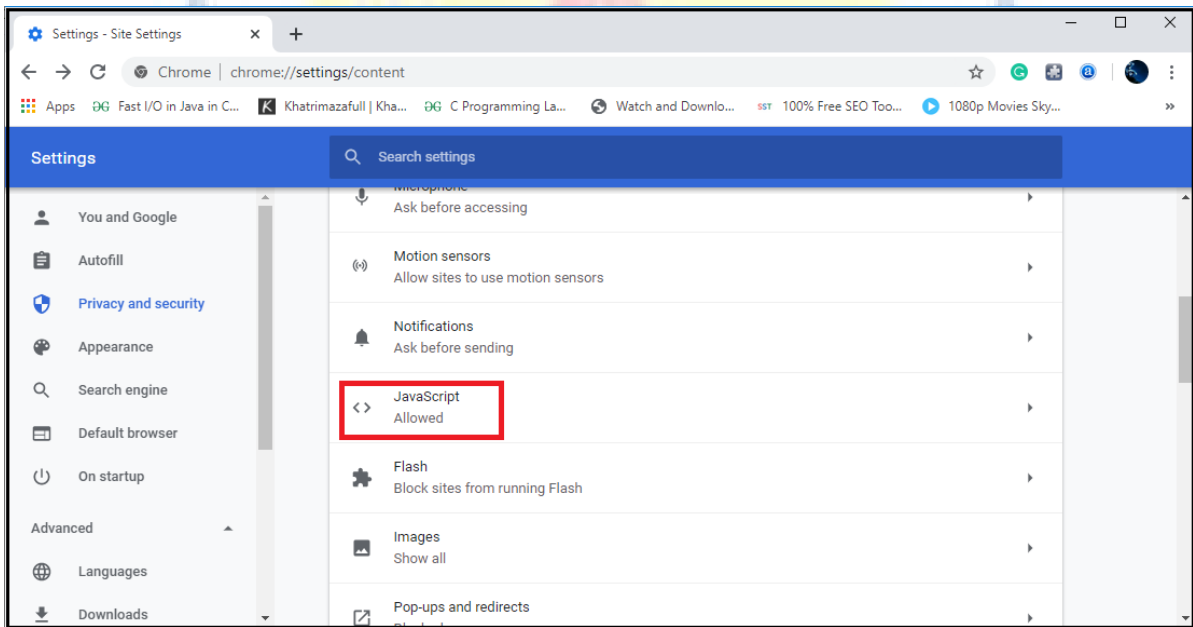 Settings - Site Settings
Chrome | chrome://settings/content
Apps ƏG Fast I/O in Java in C... K Khatrimazafull | Kha... ƏG C Programming La... Watch and Downlo... SST 100% Free SEO Too... 1080p Movies Sky... »
Settings
Search settings
You and Google
Autofill
Privacy and security
Appearance
Search engine
Default browser
On startup
Advanced
Languages
Downloads
Microphone
Ask before accessing
Motion sensors
Allow sites to use motion sensors
Notifications
Ask before sending
JavaScript
Allowed
Flash
Block sites from running Flash
Images
Show all
Pop-ups and redirects